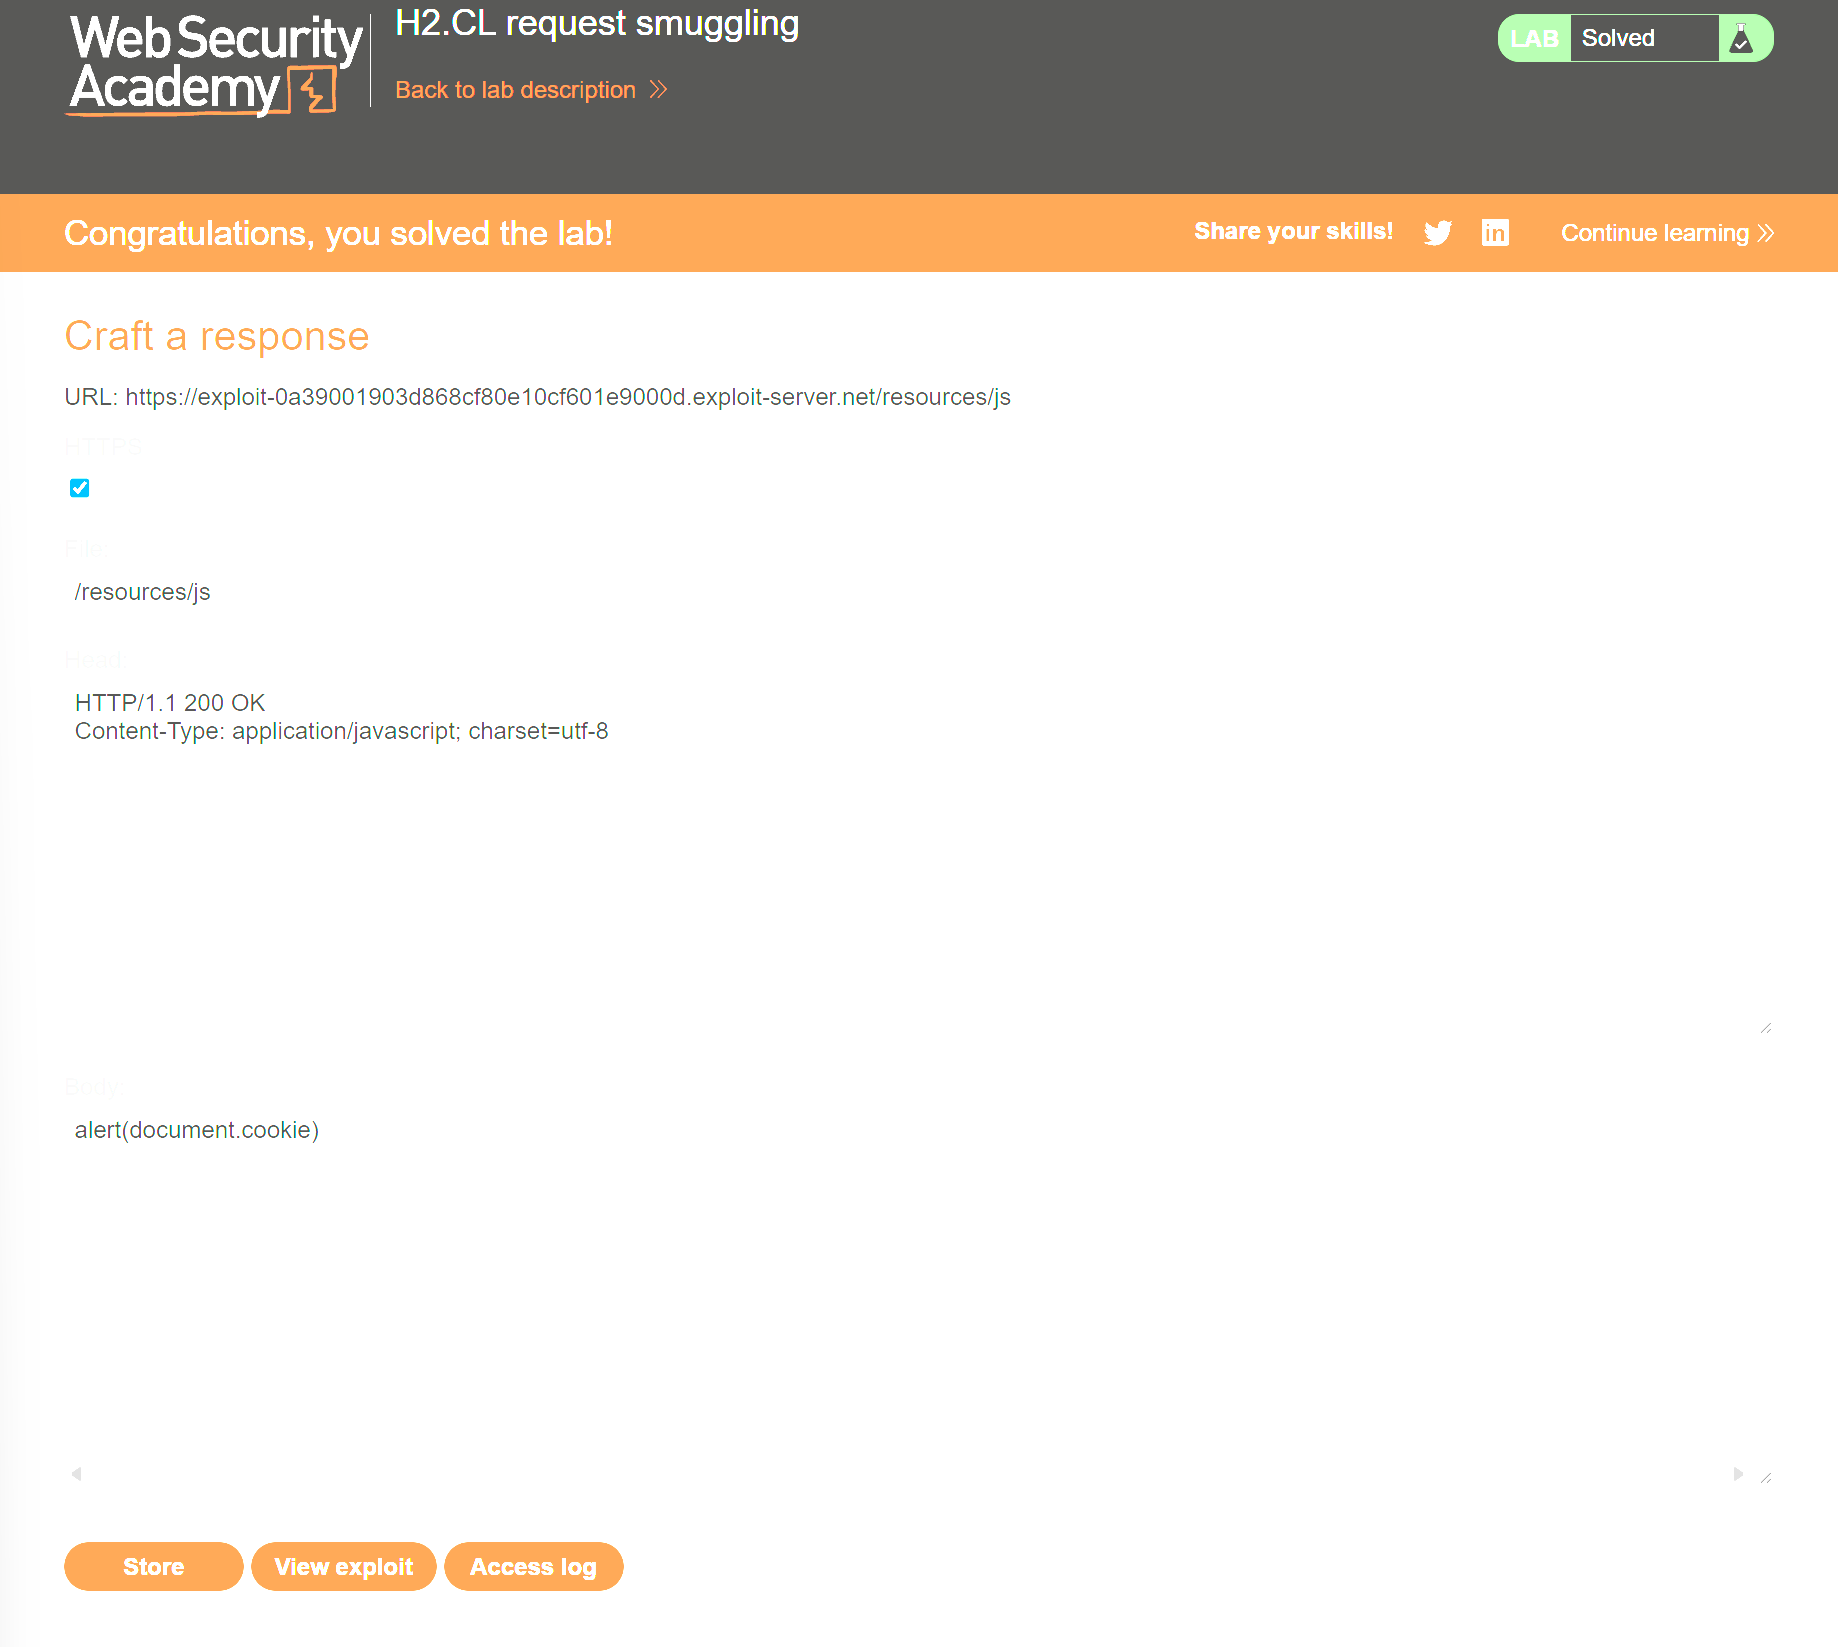 Web Security
Academy
H2.CL request smuggling
Back to lab description
LAB Solved
Congratulations, you solved the lab!
Share your skills!
in
Continue learning
Craft a response
URL: https://exploit-0a39001903d868cf80e10cf601e9000d.exploit-server.net/resources/js
HTTPS
File
/resources/js
Head
HTTP/1.1 200 OK
Content-Type: application/javascript; charset=utf-8
Body
alert(document.cookie)
Store View exploit Access log